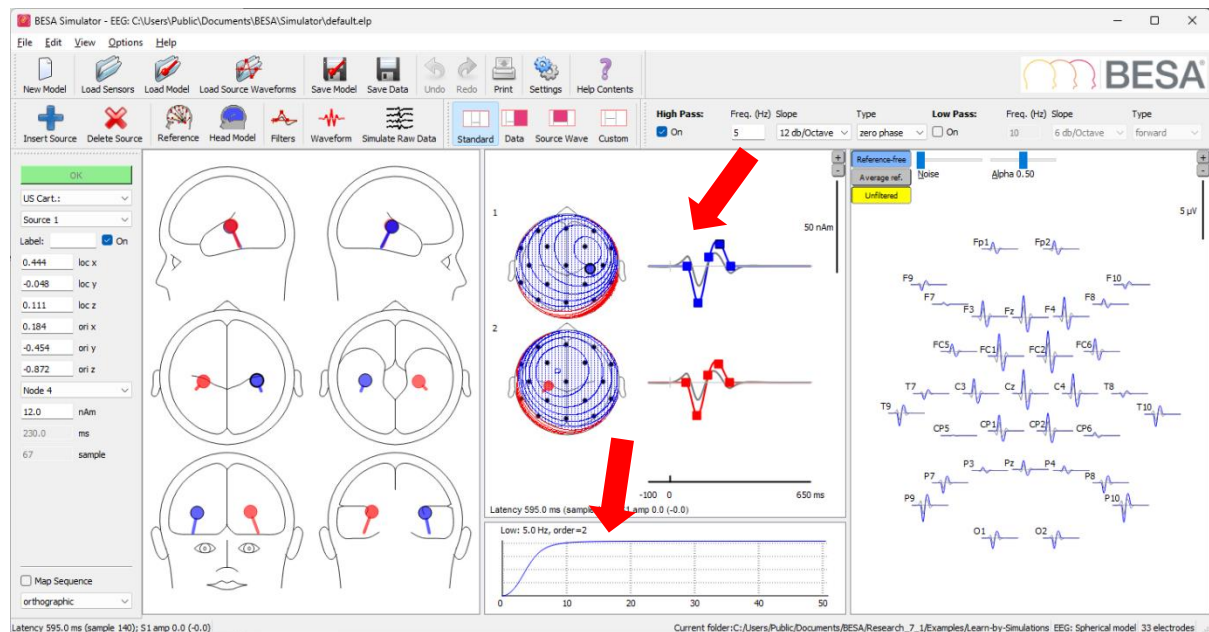 BESA Simulator - EEG: C:\Users\Public\Documents\BESA\Simulator\default.elp
File Edit View Options Help
New Model Load Sensors Load Model Load Source Waveforms Save Model Save Data Undo Redo Print Settings Help Contents
BESA
Insert Source Delete Source Reference Head Model Filters Waveform Simulate Raw Data Standard Data Source Wave Custom
High Pass: Freq. (Hz) Slope Type Low Pass: Freq. (Hz) Slope Type
On 5 12 db/Octave zero phase On 10 6 db/Octave forward
OK
US Cart.:
Source 1
Label: On
0.444 loc x
-0.048 loc y
0.111 loc z
0.184 ori x
-0.454 ori y
-0.872 ori z
Node 4
12.0 nAm
230.0 ms
67 sample
Map Sequence
orthographic
1
50 nAm
2
-100 0 650 ms
Latency 595.0 ms (sample 1 amp 0.0 (-0.0)
Low: 5.0 Hz, order=2
0 10 20 30 40 50
+
-
Reference-free
Average ref.
Unfiltered
Noise Alpha 0.50
+
-
5 µV
Fp1 Fp2
F9 F10
F7 F3 Fz F4 F8
FC5 FC1 FC2 FC6
T7 C3 Cz C4 T8
T9 T10
CP5 CP1 CP2 CP6
P7 P3 Pz P4 P8
P9 P10
O1 O2
Latency 595.0 ms (sample 140); S1 amp 0.0 (-0.0)
Current folder:C:/Users/Public/Documents/BESA/Research_7_1/Examples/Learn-by-Simulations EEG: Spherical model 33 electrodes